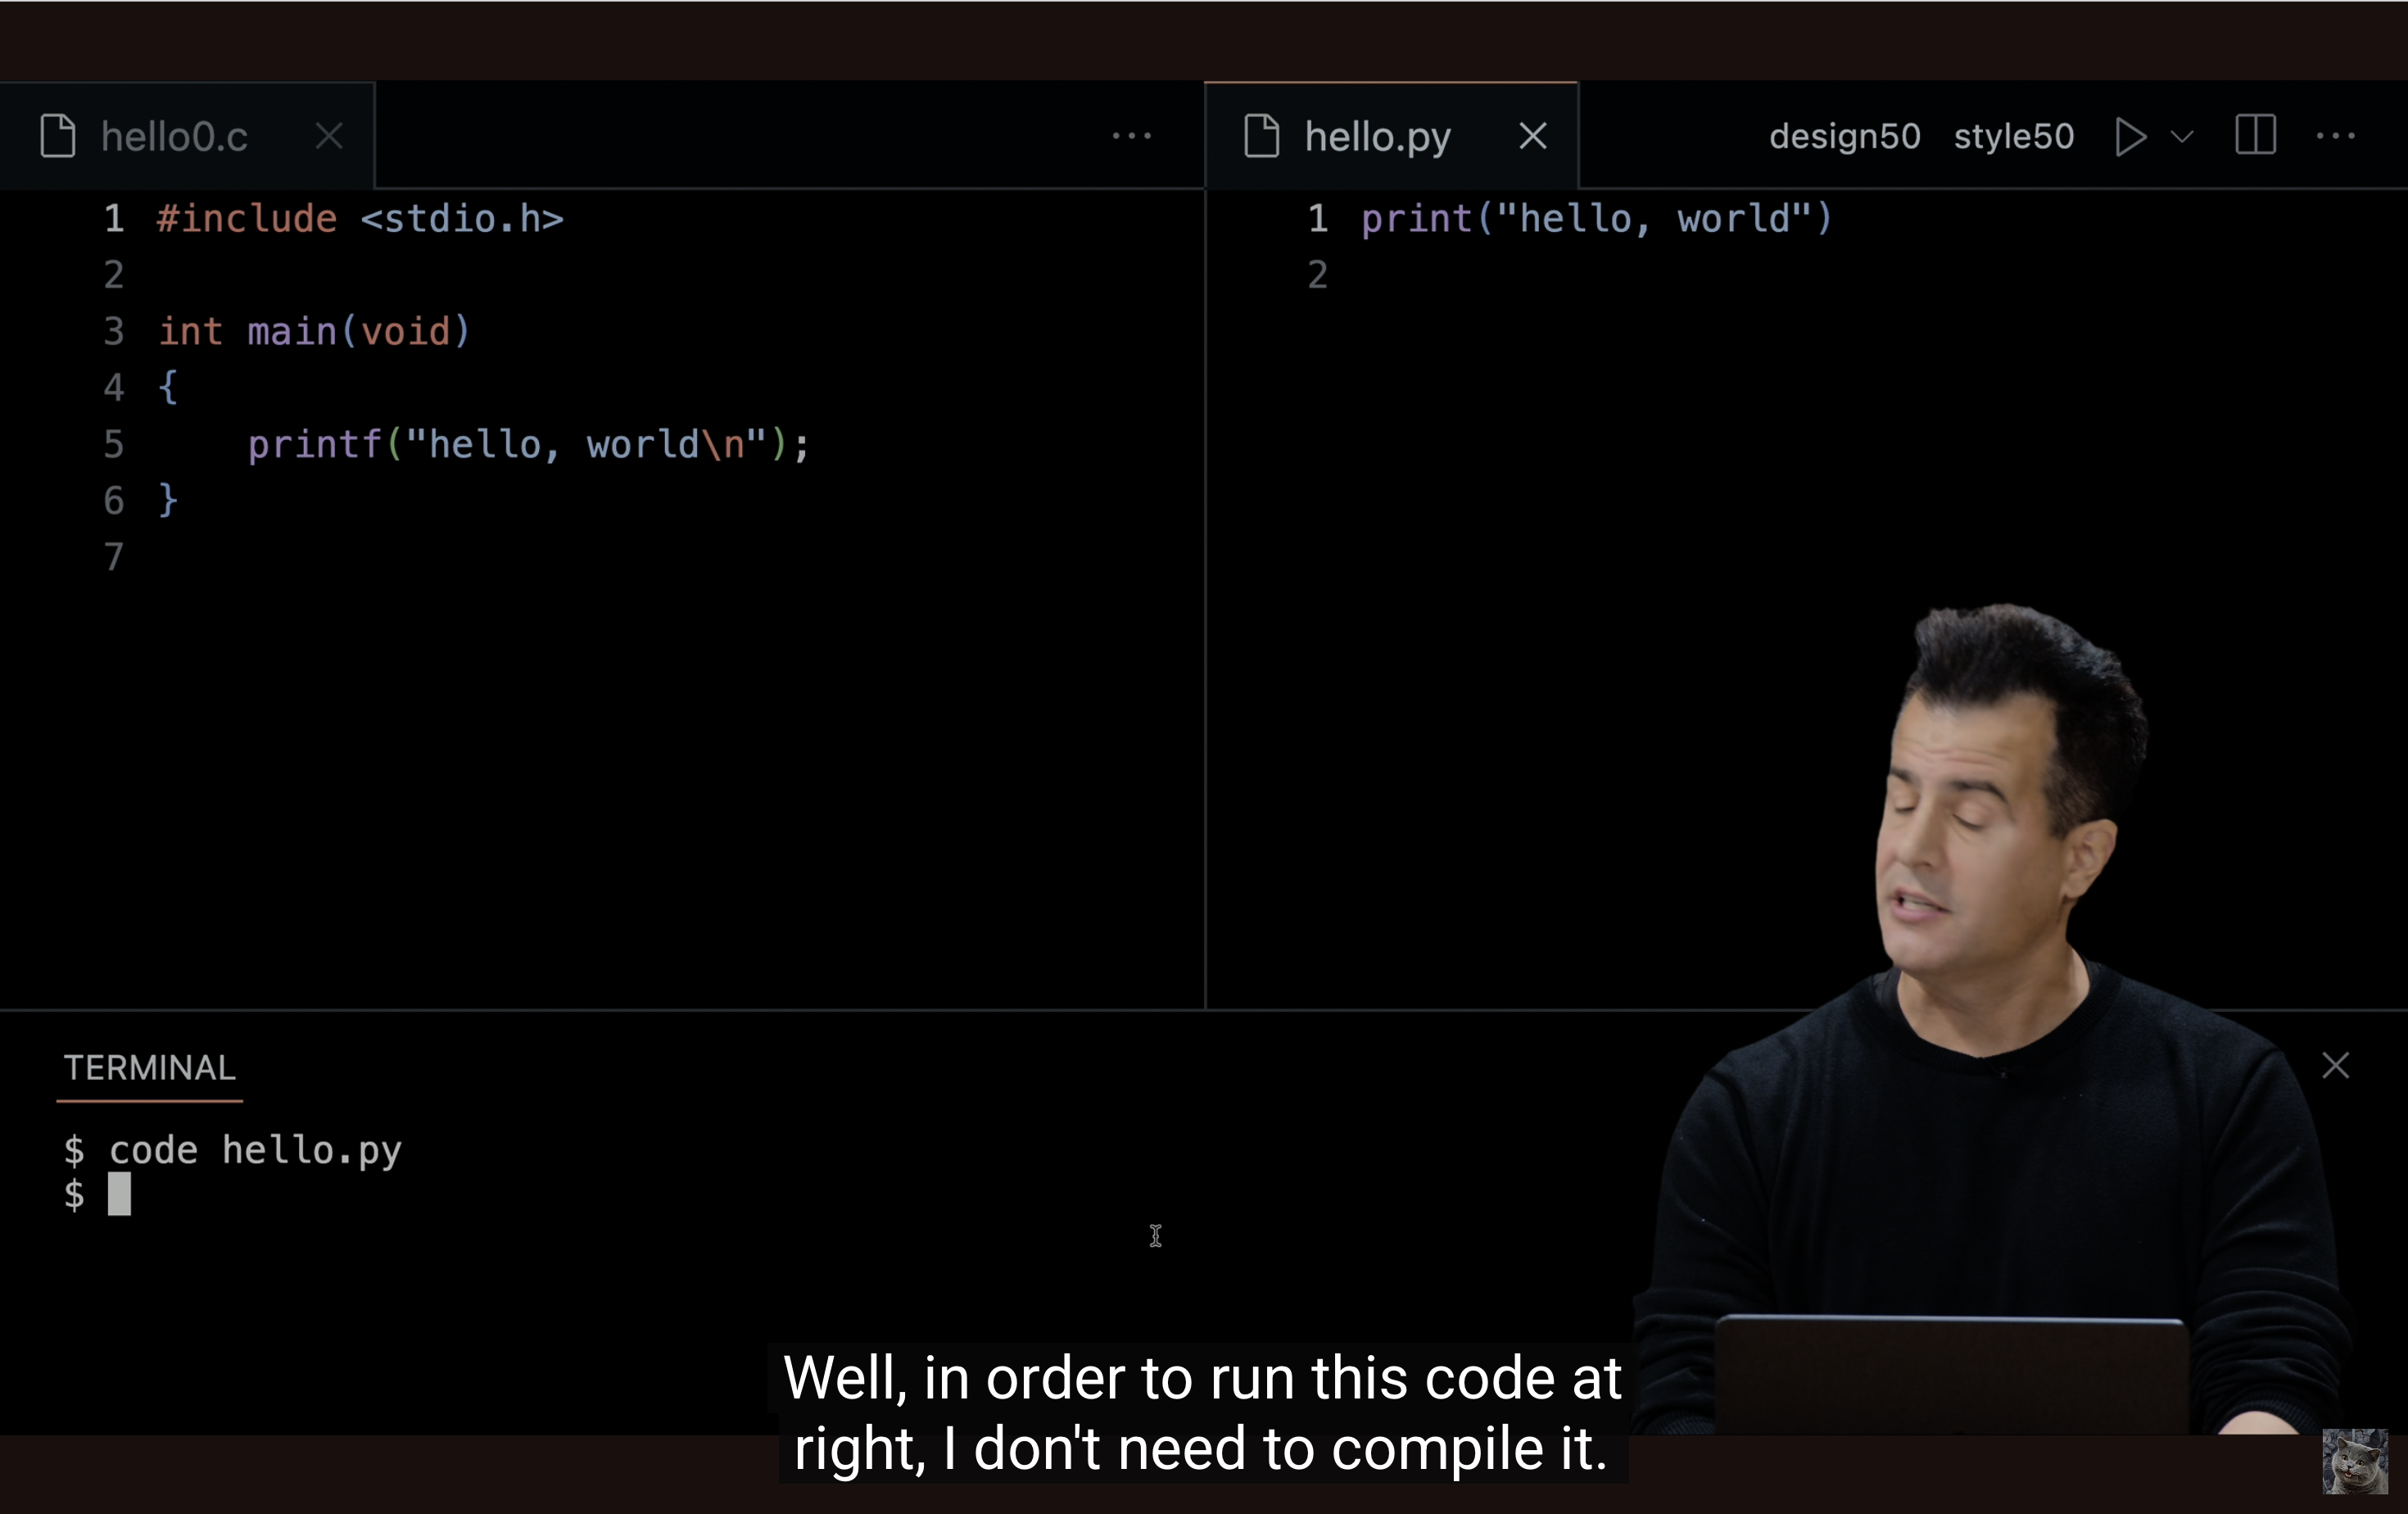 hello0.c
hello.py
design50 style50
1 #include <stdio.h>
2
3 int main(void)
4 {
5     printf("hello, world\n");
6 }
7
1 print("hello, world")
2
TERMINAL
$ code hello.py
$
Well, in order to run this code at
right, I don't need to compile it.